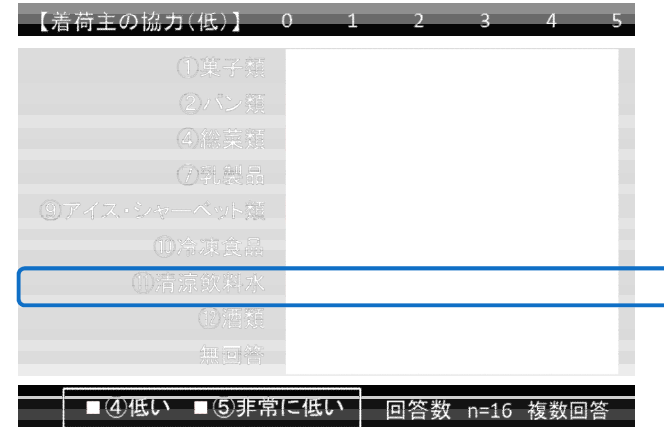 【着荷主の協力(低)】 0 1 2 3 4 5
①菓子類
②パン類
④総菜類
⑦乳製品
⑨アイス・シャーベット類
⑩冷凍食品
⑪清涼飲料水
⑫酒類
無回答
■④低い ■⑤非常に低い 回答数 n=16 複数回答